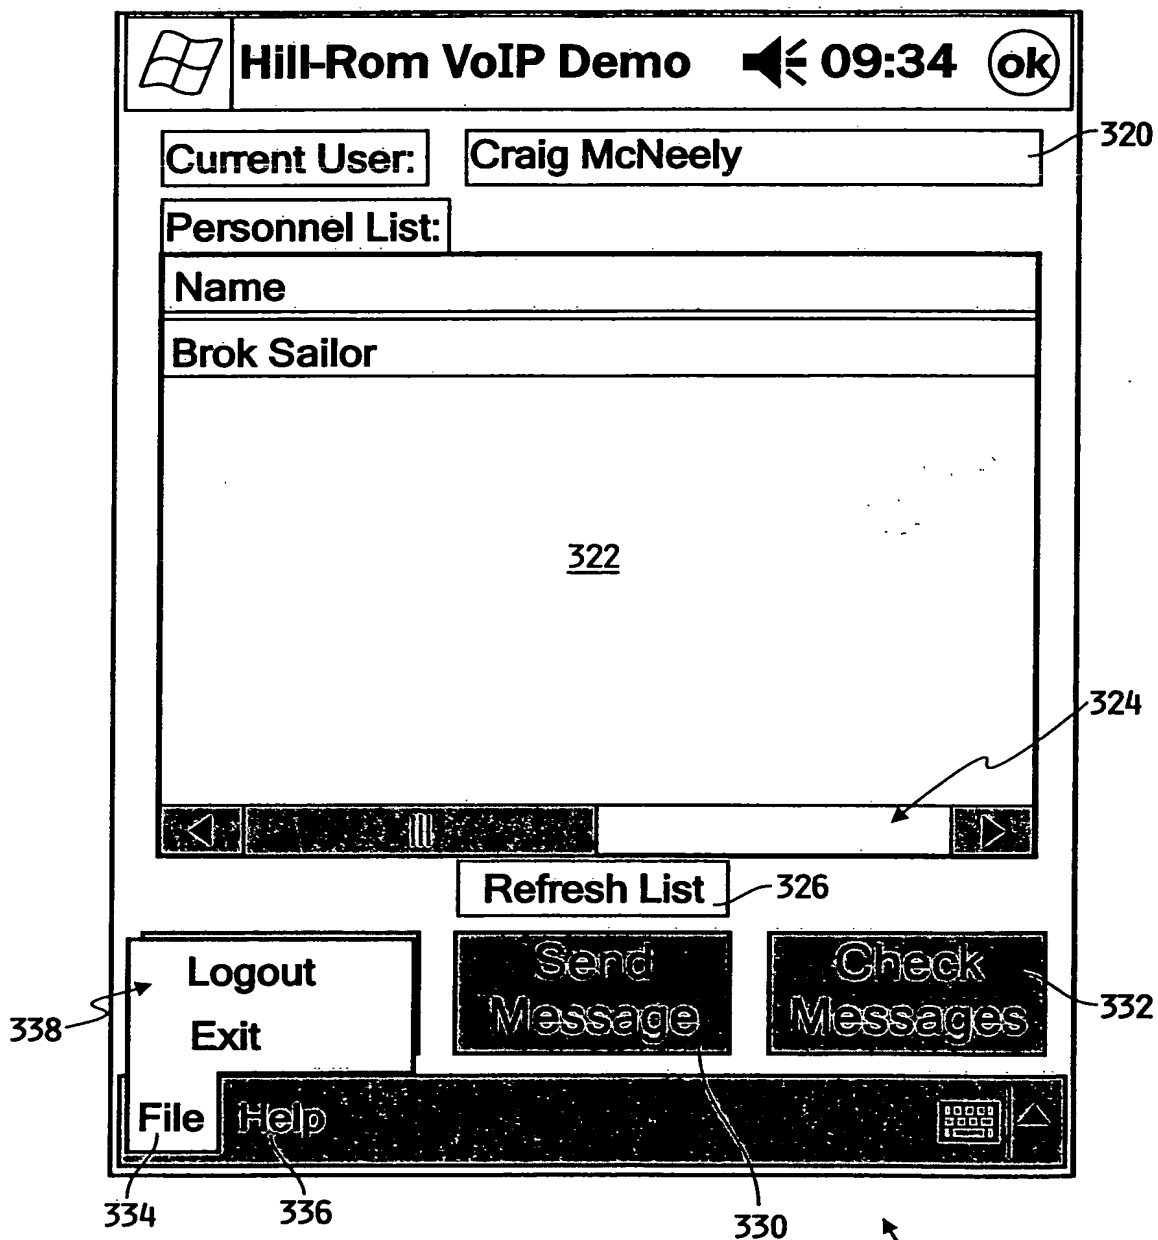 Hill-Rom VoIP Demo 09:34 ok
Current User: Craig McNeely 320
Personnel List:
Name
Brok Sailor
322
324
Refresh List 326
Logout
Exit
338
Send
Message
Check
Messages
332
File Help
334 336 330